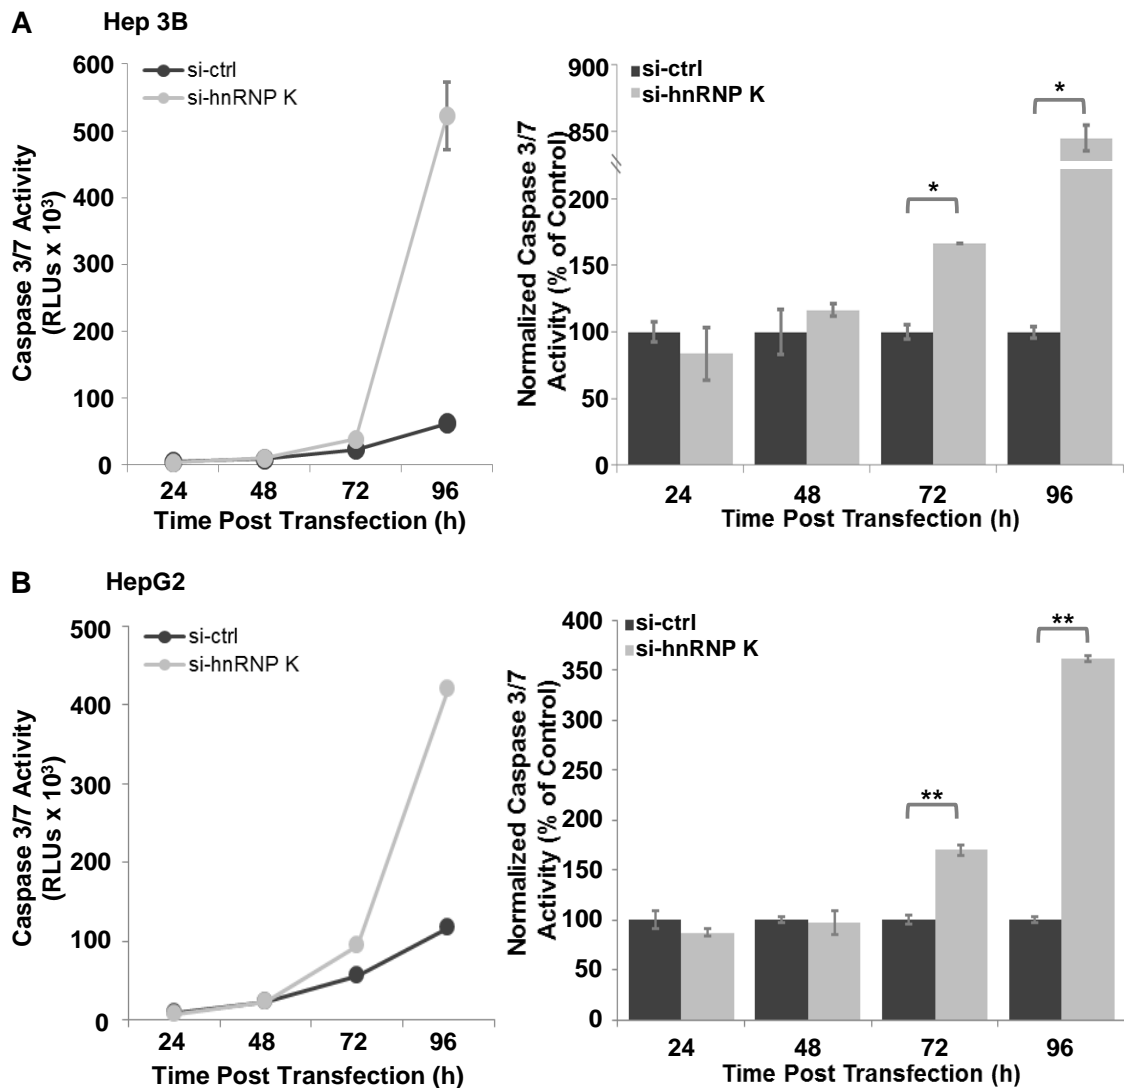 A Hep 3B
600
500
400
300
200
100
0
Caspase 3/7 Activity
(RLUs x 10³)
si-ctrl
si-hnRNP K
24 48 72 96
Time Post Transfection (h)
900
850
200
150
100
50
0
Normalized Caspase 3/7
Activity (% of Control)
si-ctrl
si-hnRNP K
*
*
24 48 72 96
Time Post Transfection (h)
B HepG2
500
400
300
200
100
0
Caspase 3/7 Activity
(RLUs x 10³)
si-ctrl
si-hnRNP K
24 48 72 96
Time Post Transfection (h)
400
350
300
250
200
150
100
50
0
Normalized Caspase 3/7
Activity (% of Control)
si-ctrl
si-hnRNP K
**
**
24 48 72 96
Time Post Transfection (h)